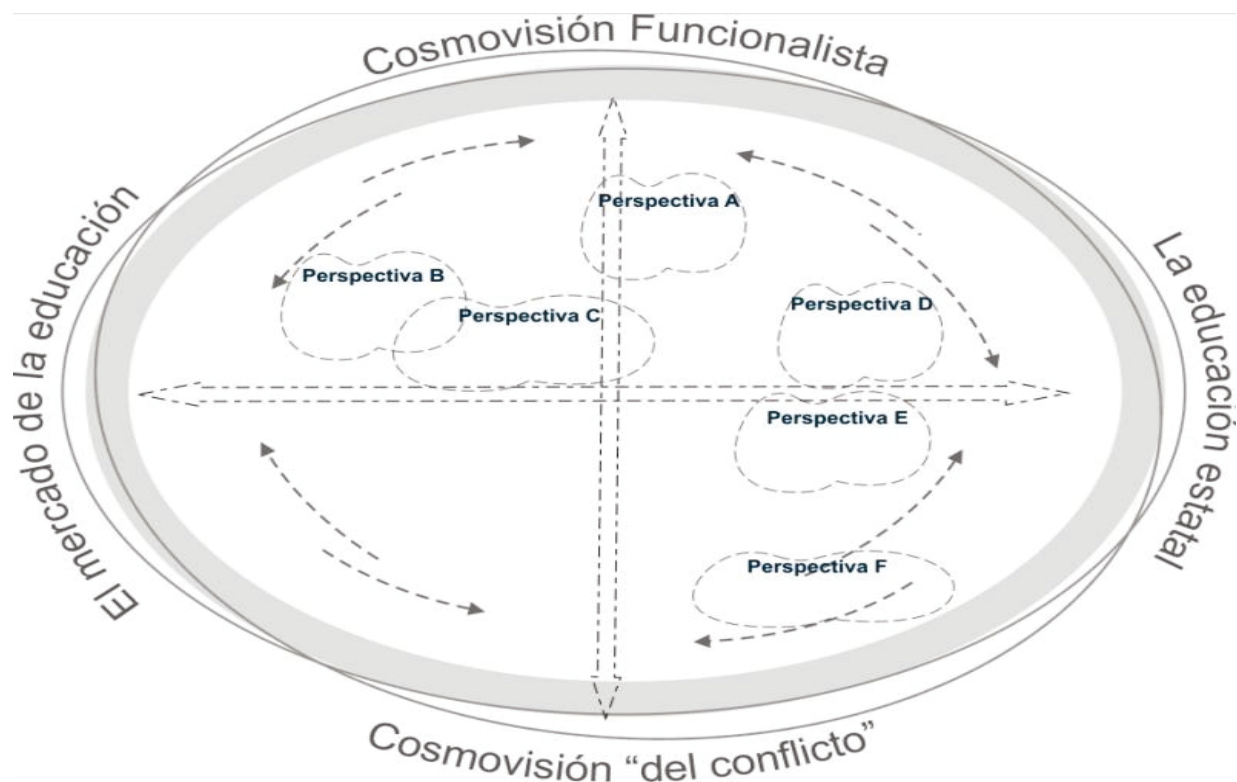 Cosmovisión Funcionalista
Perspectiva A
Perspectiva B
Perspectiva C
Perspectiva D
Perspectiva E
Perspectiva F
El mercado de la educación
La educación estatal
Cosmovisión “del conflicto”